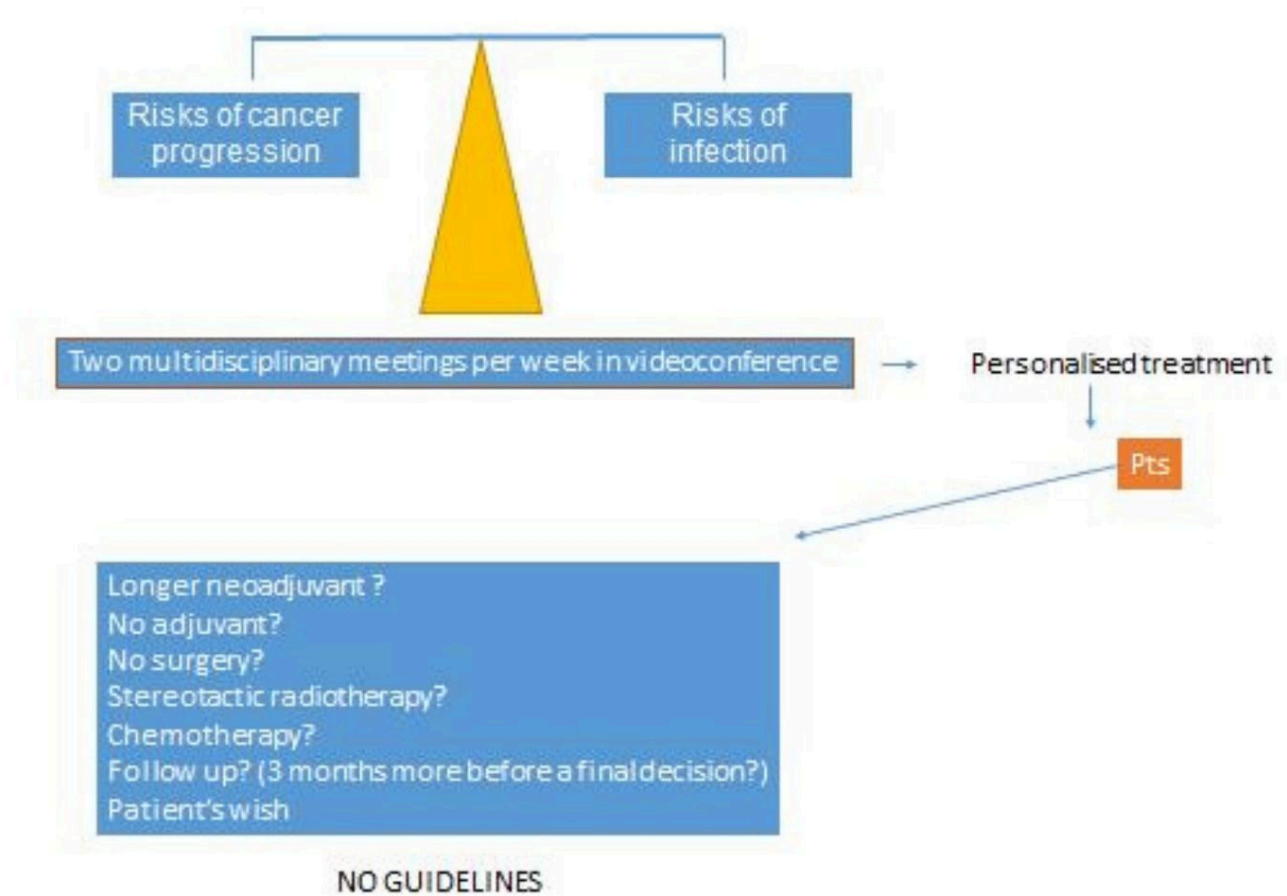 Risks of cancer
progression
Risks of
infection
Two multidisciplinary meetings per week in videoconference
Personalised treatment
Pts
Longer neoadjuvant ?
No adjuvant?
No surgery?
Stereotactic radiotherapy?
Chemotherapy?
Follow up? (3 months more before a final decision?)
Patient's wish
NO GUIDELINES